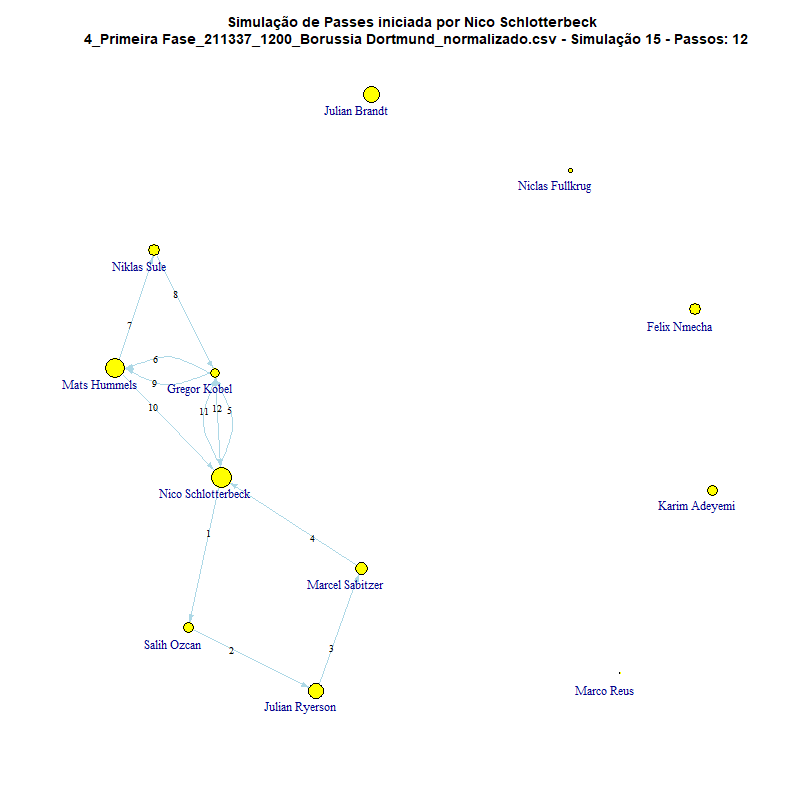 Simulação de Passes iniciada por Nico Schlotterbeck
4_Primeira Fase_211337_1200_Borussia Dortmund_normalizado.csv - Simulação 15 - Passos: 12
Julian Brandt
Niclas Fullkrug
Niklas Sule
8
7
Felix Nmecha
6
9
Mats Hummels
Gregor Kobel
10
11
12
5
Nico Schlotterbeck
Karim Adeyemi
1
4
Marcel Sabitzer
Salih Ozcan
2
3
Marco Reus
Julian Ryerson